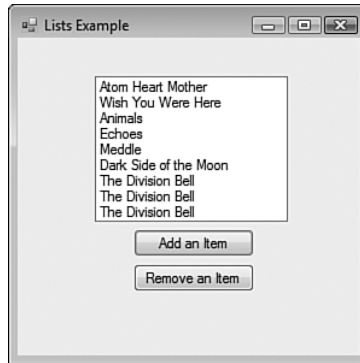 Lists Example
Atom Heart Mother
Wish You Were Here
Animals
Echoes
Meddle
Dark Side of the Moon
The Division Bell
The Division Bell
The Division Bell
Add an Item
Remove an Item